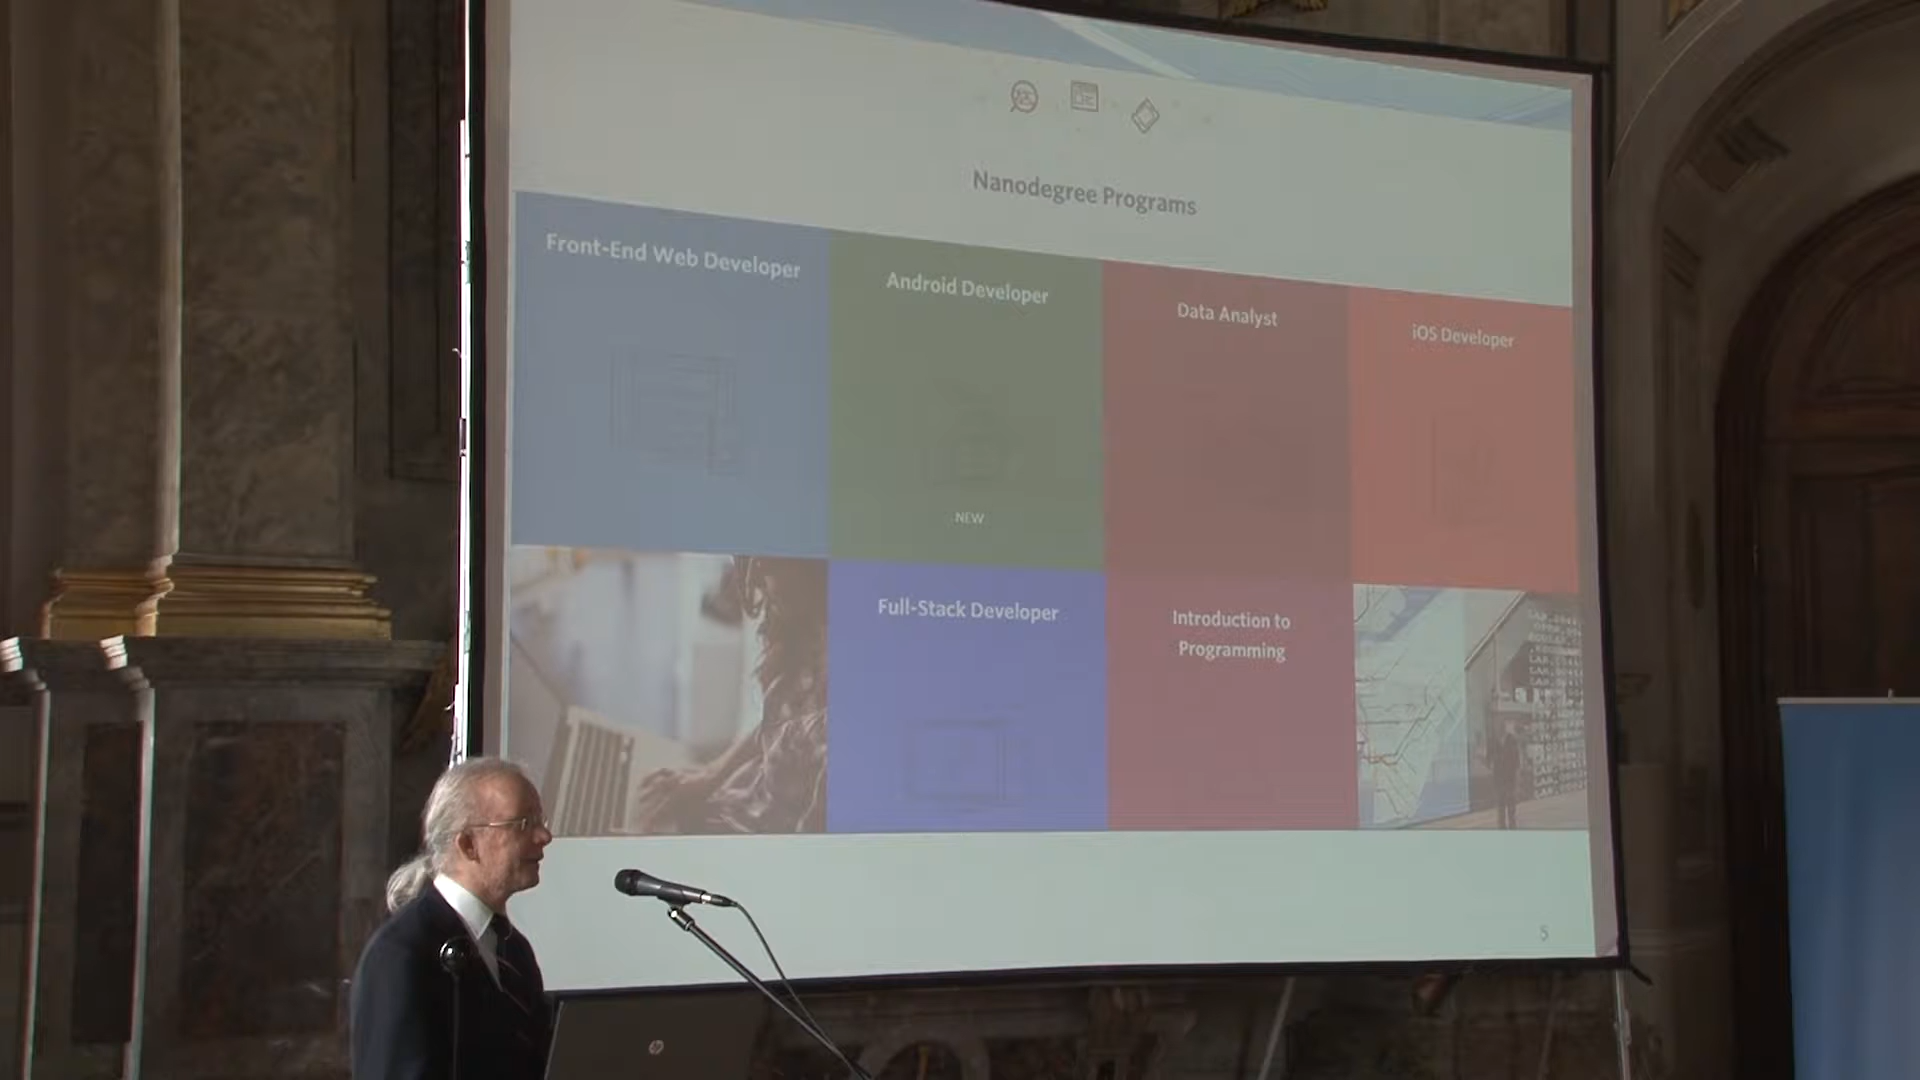 Nanodegree Programs
Front-End Web Developer
Android Developer
Data Analyst
iOS Developer
NEW
Full-Stack Developer
Introduction to
Programming
5
hp